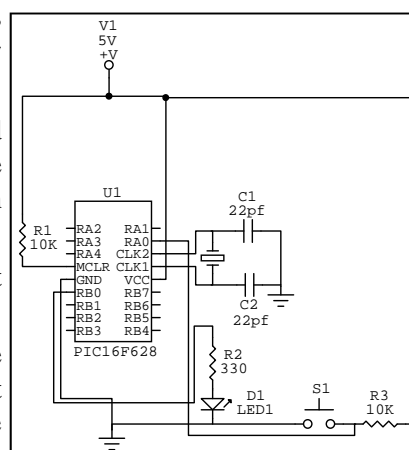 V1
5V
+V
U1
R1
10K
RA2 RA1
RA3 RA0
RA4 CLK2
MCLR CLK1
GND VCC
RB0 RB7
RB1 RB6
RB2 RB5
RB3 RB4
PIC16F628
C1
22pf
C2
22pf
R2
330
D1
LED1
S1
R3
10K